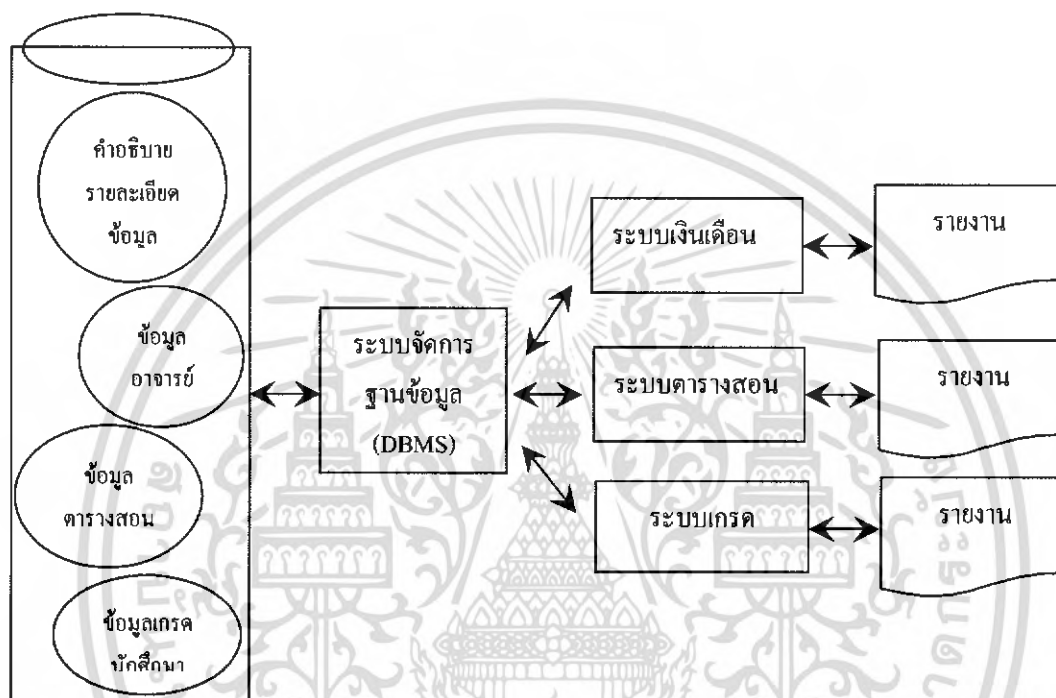 คำอธิบาย
รายละเอียด
ข้อมูล
ข้อมูล
อาจารย์
ข้อมูล
ตารางสอน
ข้อมูลเกรด
นักศึกษา
ระบบจัดการ
ฐานข้อมูล
(DBMS)
ระบบเงินเดือน
ระบบตารางสอน
ระบบเกรด
รายงาน
รายงาน
รายงาน